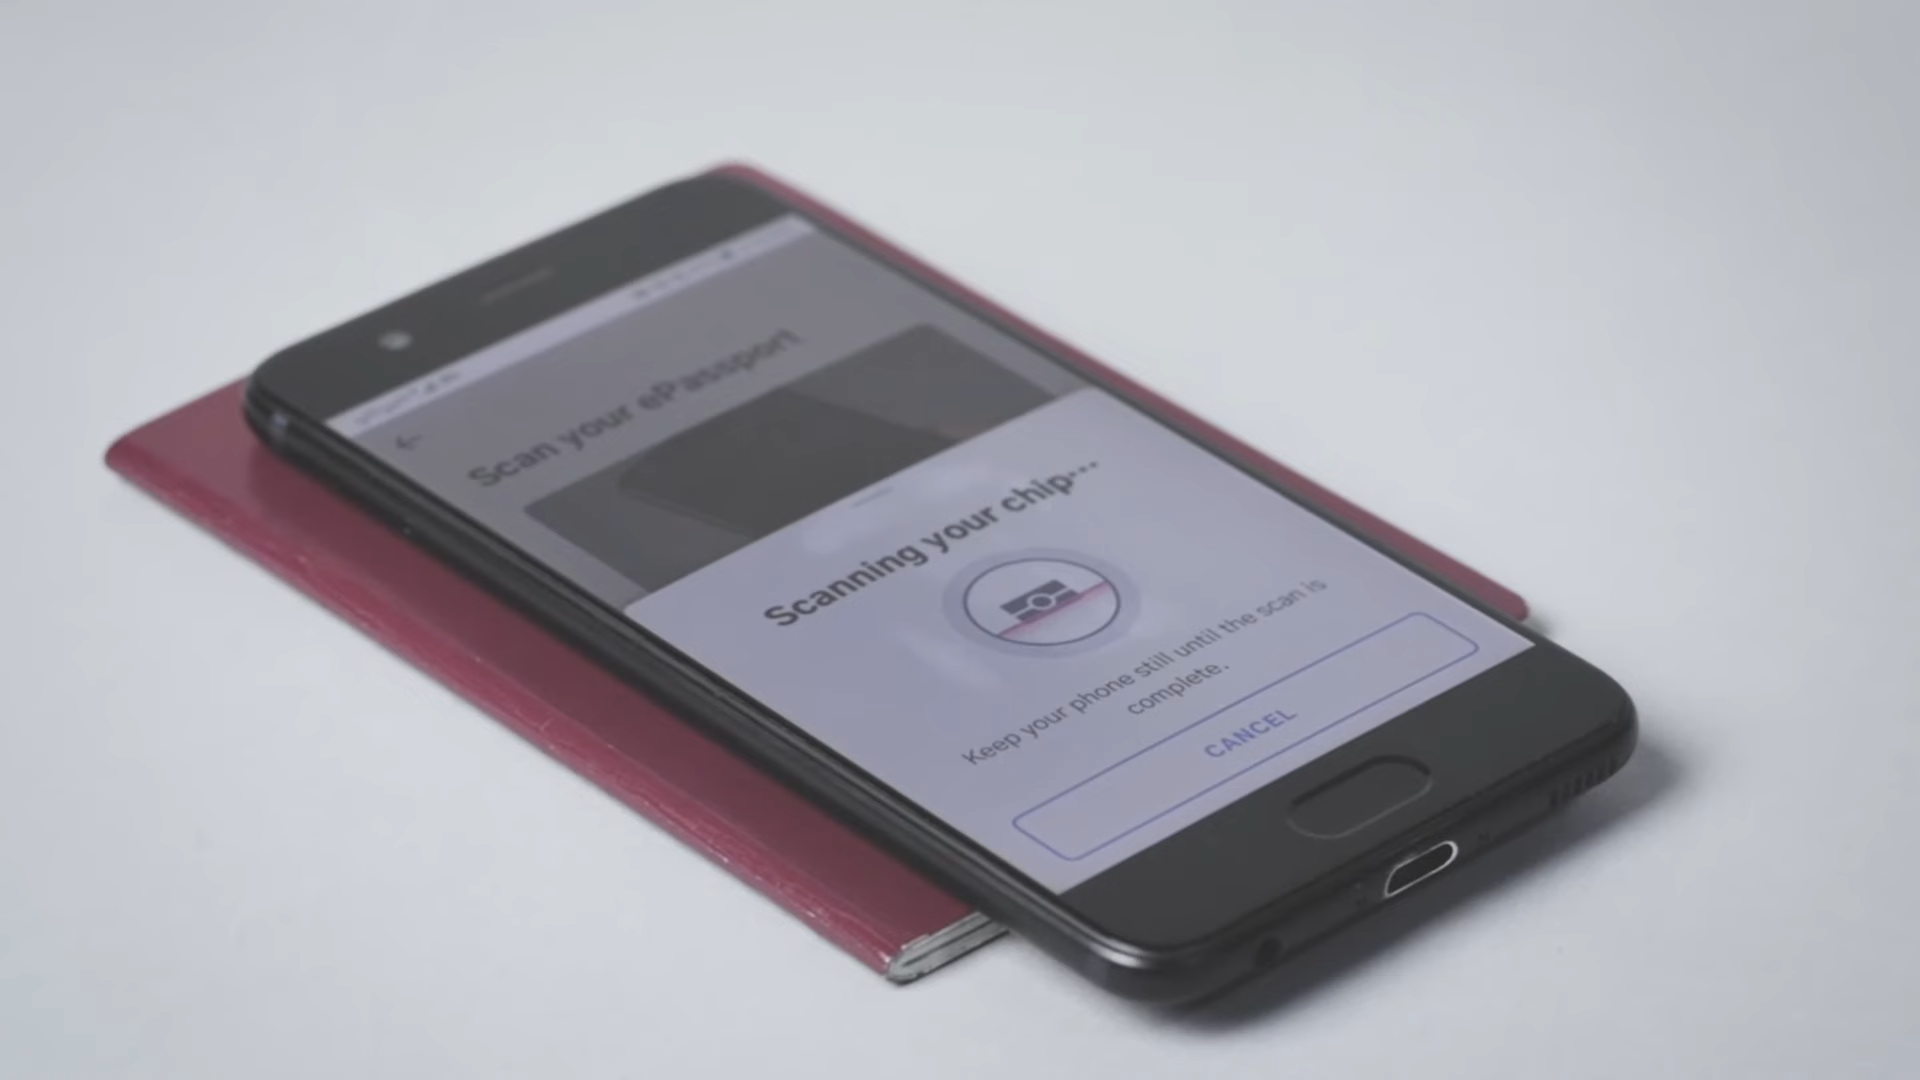 Scan your ePassport
Scanning your chip...
Keep your phone still until the scan is
complete.
CANCEL